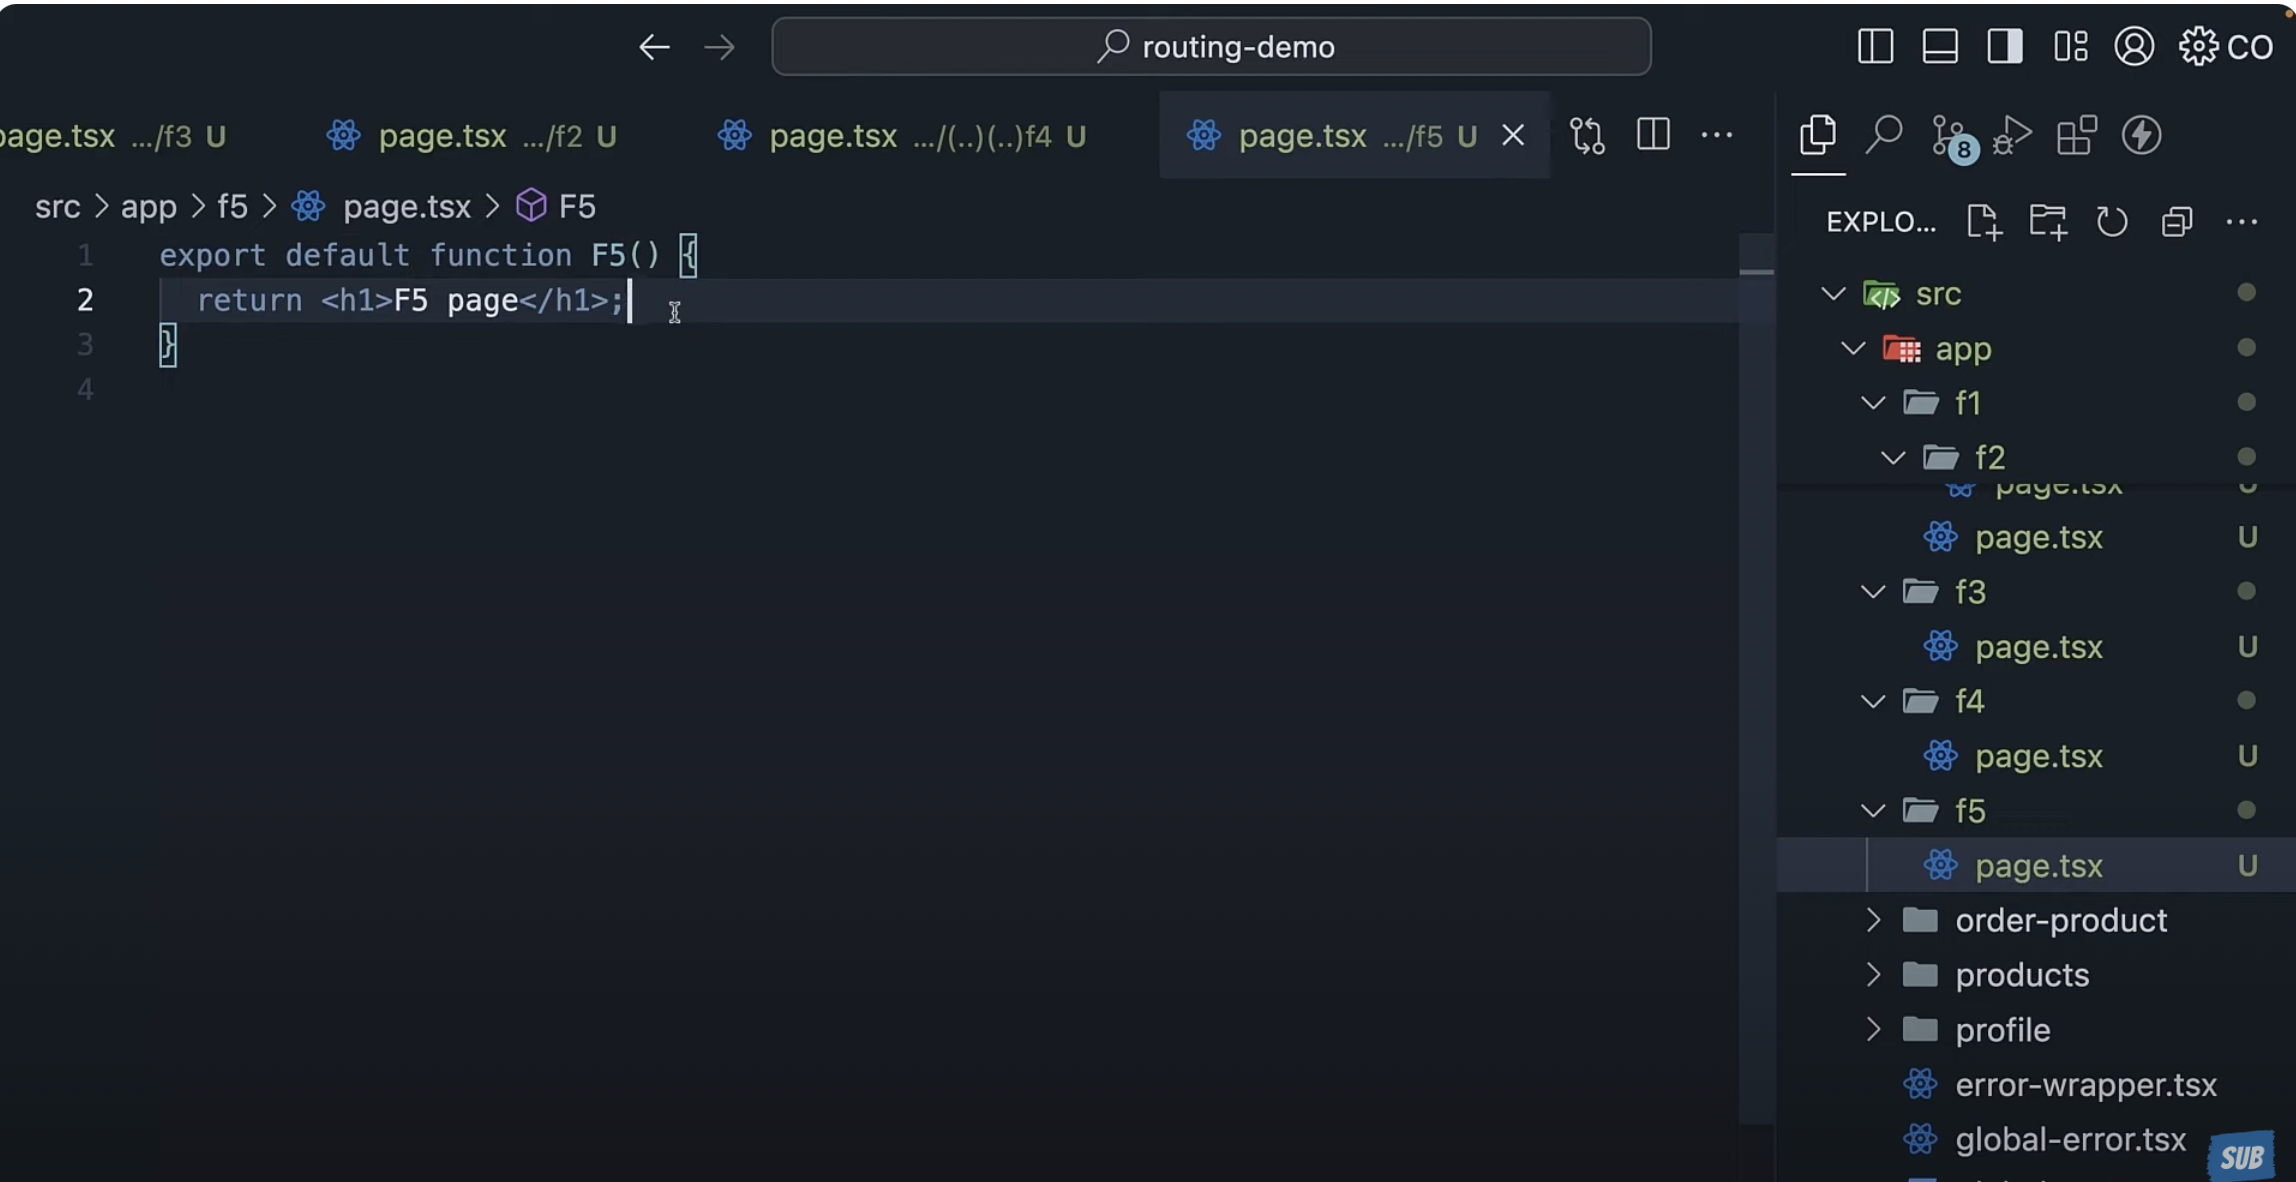 routing-demo
CO
page.tsx .../f3 U
page.tsx .../f2 U
page.tsx .../(..)(..)f4 U
page.tsx .../f5 U
8
src > app > f5 > page.tsx > F5
EXPLO...
1 export default function F5() {
2 return <h1>F5 page</h1>;
3 }
4
src
app
f1
f2
page.tsx U
page.tsx U
f3
page.tsx U
f4
page.tsx U
f5
page.tsx U
order-product
products
profile
error-wrapper.tsx
global-error.tsx
SUB